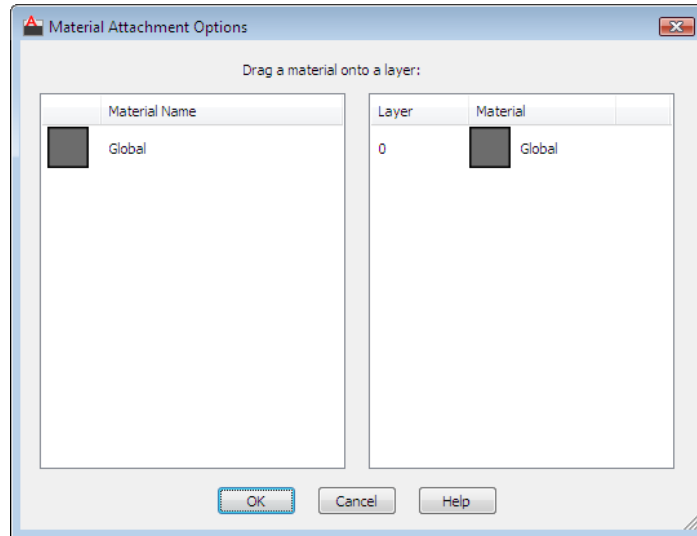 Material Attachment Options
Drag a material onto a layer:
Material Name
Global
Layer Material
0 Global
OK Cancel Help